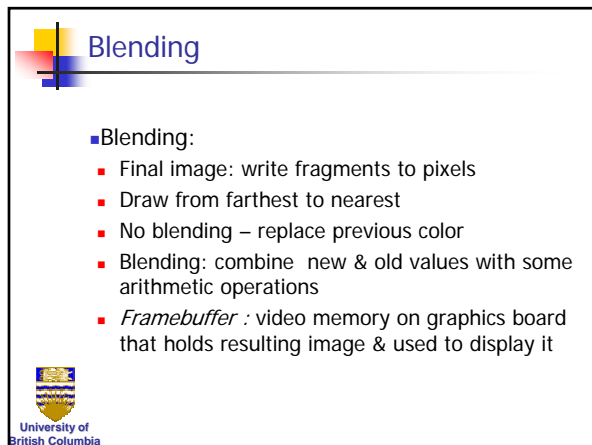 Blending
Blending:
Final image: write fragments to pixels
Draw from farthest to nearest
No blending – replace previous color
Blending: combine new & old values with some
arithmetic operations
Framebuffer : video memory on graphics board
that holds resulting image & used to display it
University of
British Columbia